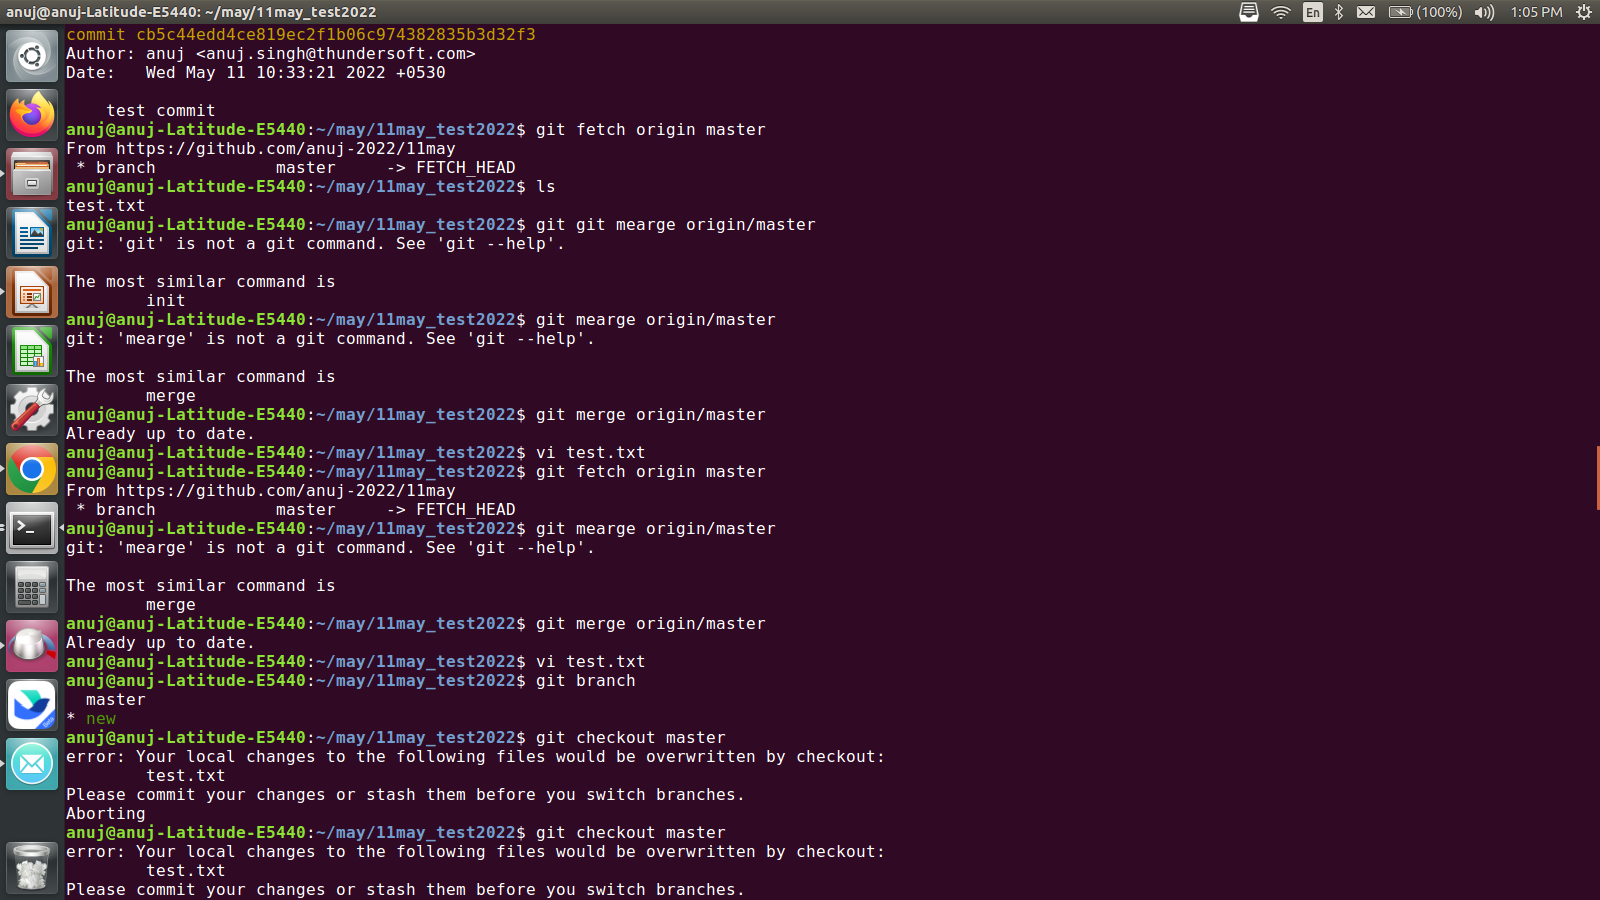 anuj@anuj-Latitude-E5440: ~/may/11may_test2022
En
(100%)
1:05 PM
commit cb5c44edd4ce819ec2f1b06c974382835b3d32f3
Author: anuj <anuj.singh@thundersoft.com>
Date:   Wed May 11 10:33:21 2022 +0530
    test commit
anuj@anuj-Latitude-E5440:~/may/11may_test2022$ git fetch origin master
From https://github.com/anuj-2022/11may
 * branch            master     -> FETCH_HEAD
anuj@anuj-Latitude-E5440:~/may/11may_test2022$ ls
test.txt
anuj@anuj-Latitude-E5440:~/may/11may_test2022$ git git mearge origin/master
git: 'git' is not a git command. See 'git --help'.
The most similar command is
        init
anuj@anuj-Latitude-E5440:~/may/11may_test2022$ git mearge origin/master
git: 'mearge' is not a git command. See 'git --help'.
The most similar command is
        merge
anuj@anuj-Latitude-E5440:~/may/11may_test2022$ git merge origin/master
Already up to date.
anuj@anuj-Latitude-E5440:~/may/11may_test2022$ vi test.txt
anuj@anuj-Latitude-E5440:~/may/11may_test2022$ git fetch origin master
From https://github.com/anuj-2022/11may
 * branch            master     -> FETCH_HEAD
anuj@anuj-Latitude-E5440:~/may/11may_test2022$ git mearge origin/master
git: 'mearge' is not a git command. See 'git --help'.
The most similar command is
        merge
anuj@anuj-Latitude-E5440:~/may/11may_test2022$ git merge origin/master
Already up to date.
anuj@anuj-Latitude-E5440:~/may/11may_test2022$ vi test.txt
anuj@anuj-Latitude-E5440:~/may/11may_test2022$ git branch
  master
* new
anuj@anuj-Latitude-E5440:~/may/11may_test2022$ git checkout master
error: Your local changes to the following files would be overwritten by checkout:
        test.txt
Please commit your changes or stash them before you switch branches.
Aborting
anuj@anuj-Latitude-E5440:~/may/11may_test2022$ git checkout master
error: Your local changes to the following files would be overwritten by checkout:
        test.txt
Please commit your changes or stash them before you switch branches.